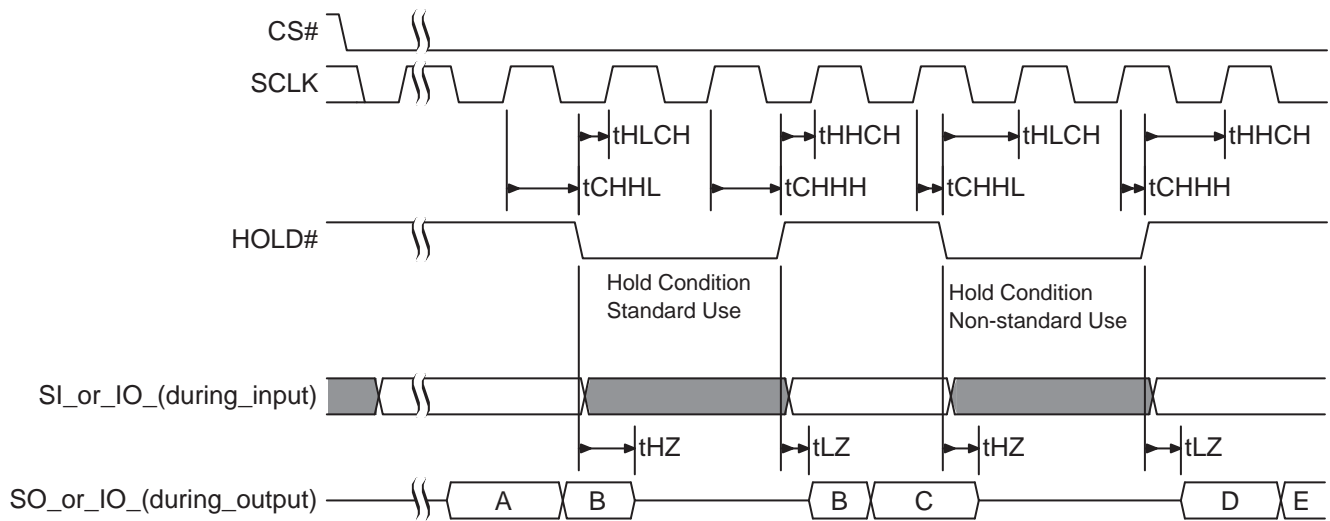 CS#
SCLK
tHLCH tHHCH tHLCH tHHCH
tCHHL tCHHH tCHHL tCHHH
HOLD#
Hold Condition
Standard Use
Hold Condition
Non-standard Use
SI_or_IO_(during_input)
tHZ tLZ tHZ tLZ
SO_or_IO_(during_output) A B B C D E